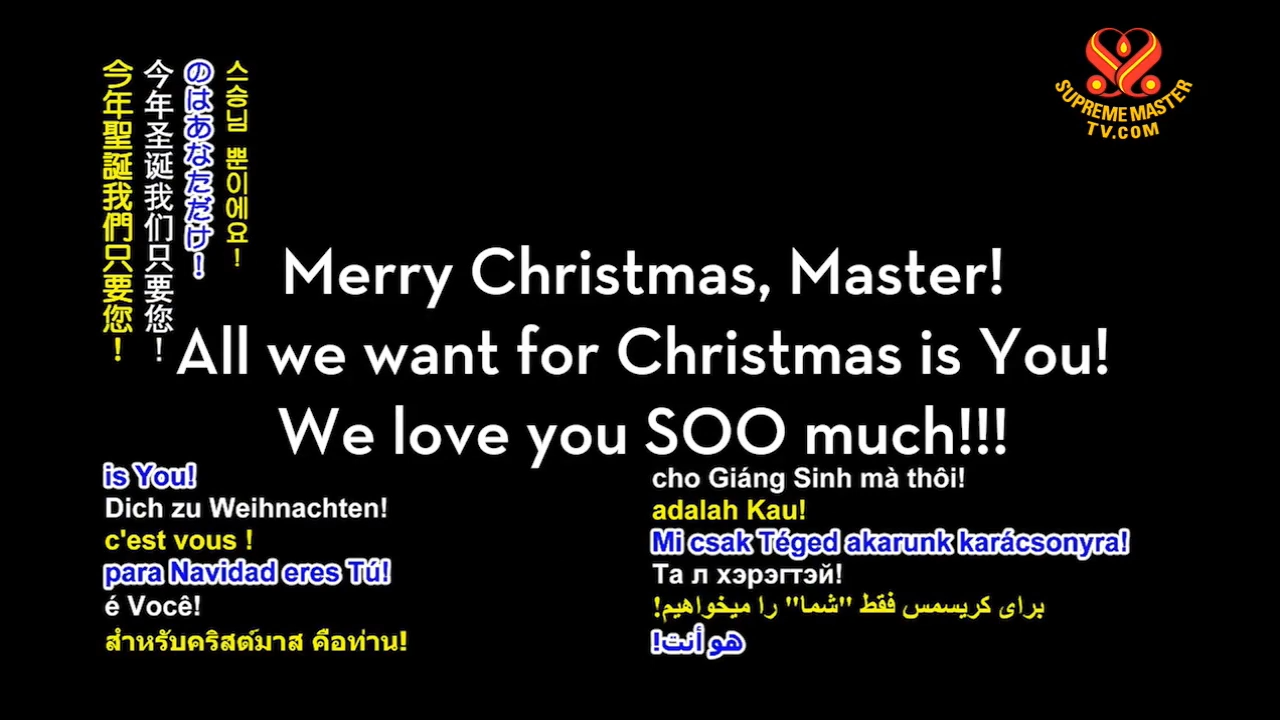 今年聖誕我們只要您！
今年圣诞我们只要您！
のはあなただけ！
스승님 뿐이에요！
SUPREME MASTER
TV.COM
Merry Christmas, Master!
All we want for Christmas is You!
We love you SOO much!!!
is You!
Dich zu Weihnachten!
c'est vous !
para Navidad eres Tú!
é Você!
สำหรับคริสต์มาส คือท่าน!
cho Giáng Sinh mà thôi!
adalah Kau!
Mi csak Téged akarunk karácsonyra!
Та л хэрэгтэй!
برای کریسمس فقط "شما" را میخواهیم!
هو أنت!